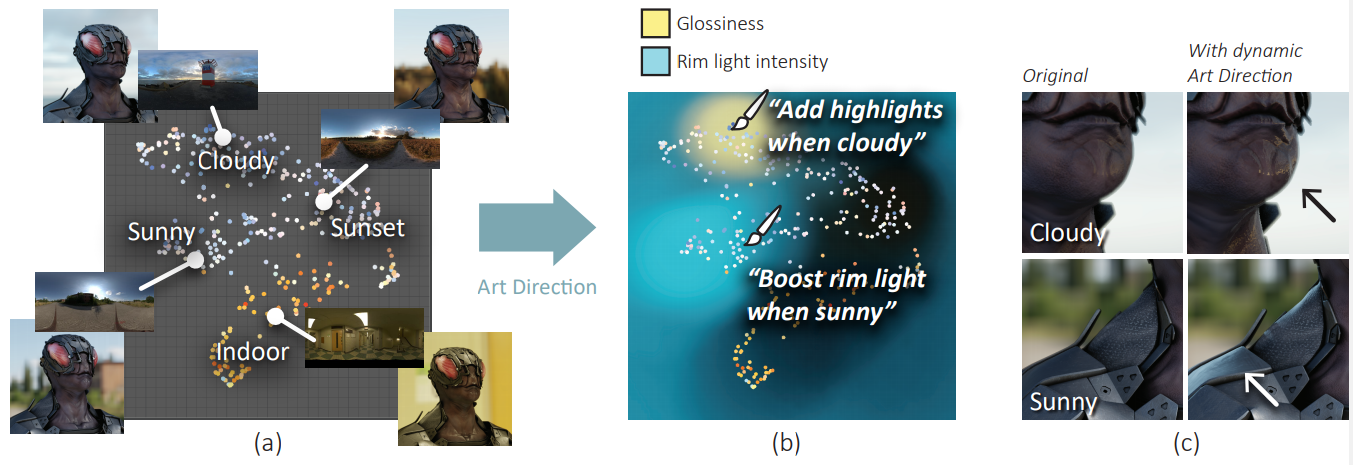 Cloudy
Sunset
Sunny
Indoor
(a)
Art Direction
Glossiness
Rim light intensity
“Add highlights
when cloudy”
“Boost rim light
when sunny”
(b)
Original
With dynamic
Art Direction
Cloudy
Sunny
(c)